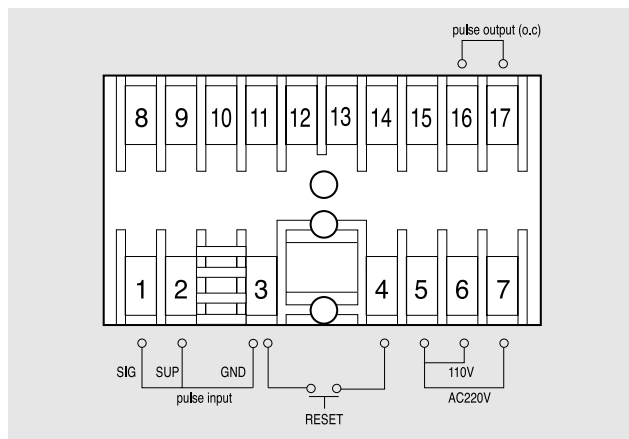 pulse output (o.c)
8 9 10 11 12 13 14 15 16 17
1 2 3 4 5 6 7
SIG SUP GND 110V
pulse input AC220V
RESET